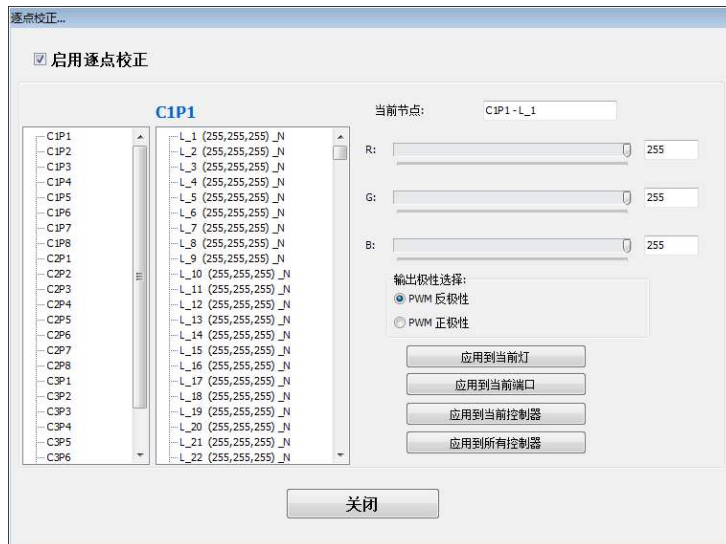 逐点校正...
启用逐点校正
C1P1
C1P1
C1P2
C1P3
C1P4
C1P5
C1P6
C1P7
C1P8
C2P1
C2P2
C2P3
C2P4
C2P5
C2P6
C2P7
C2P8
C3P1
C3P2
C3P3
C3P4
C3P5
C3P6
L_1 (255,255,255) _N
L_2 (255,255,255) _N
L_3 (255,255,255) _N
L_4 (255,255,255) _N
L_5 (255,255,255) _N
L_6 (255,255,255) _N
L_7 (255,255,255) _N
L_8 (255,255,255) _N
L_9 (255,255,255) _N
L_10 (255,255,255) _N
L_11 (255,255,255) _N
L_12 (255,255,255) _N
L_13 (255,255,255) _N
L_14 (255,255,255) _N
L_15 (255,255,255) _N
L_16 (255,255,255) _N
L_17 (255,255,255) _N
L_18 (255,255,255) _N
L_19 (255,255,255) _N
L_20 (255,255,255) _N
L_21 (255,255,255) _N
L_22 (255,255,255) _N
当前节点: C1P1-L_1
R: 255
G: 255
B: 255
输出极性选择:
PWM 反极性
PWM 正极性
应用到当前灯
应用到当前端口
应用到当前控制器
应用到所有控制器
关闭